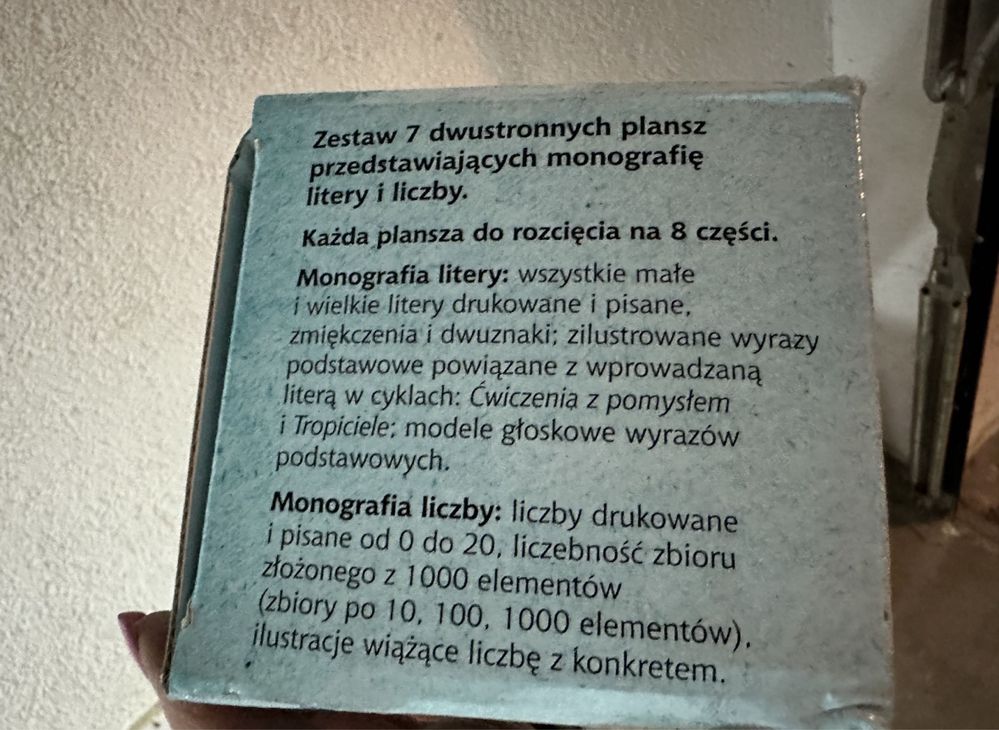 Zestaw 7 dwustronnych plansz
przedstawiających monografię
litery i liczby.
Każda plansza do rozcięcia na 8 części.
Monografia litery: wszystkie małe
i wielkie litery drukowane i pisane,
zmiękczenia i dwuznaki; zilustrowane wyrazy
podstawowe powiązane z wprowadzaną
literą w cyklach: Ćwiczenia z pomysłem
i Tropiciele; modele głoskowe wyrazów
podstawowych.
Monografia liczby: liczby drukowane
i pisane od 0 do 20, liczebność zbioru
złożonego z 1000 elementów
(zbiory po 10, 100, 1000 elementów),
ilustracje wiążące liczbę z konkretem.